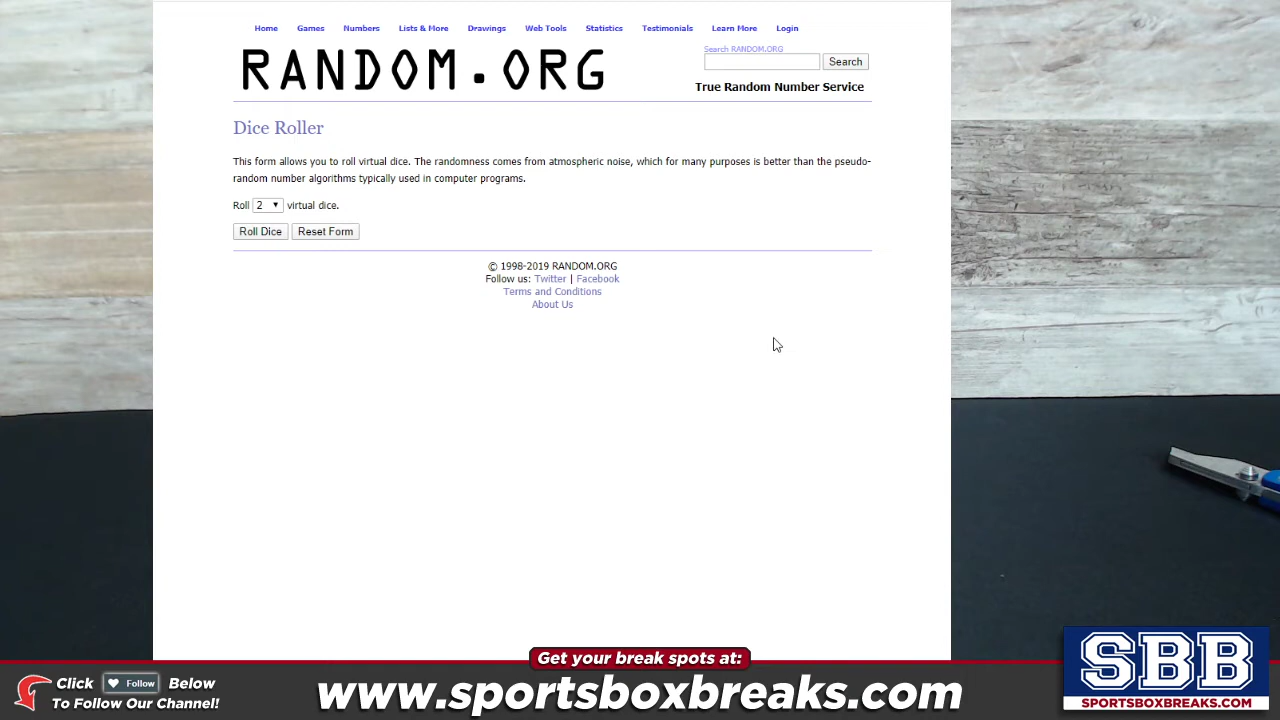 Home Games Numbers Lists & More Drawings Web Tools Statistics Testimonials Learn More Login
RANDOM.ORG
Search RANDOM.ORG
Search
True Random Number Service
Dice Roller
This form allows you to roll virtual dice. The randomness comes from atmospheric noise, which for many purposes is better than the pseudo-
random number algorithms typically used in computer programs.
Roll 2 virtual dice.
Roll Dice Reset Form
© 1998-2019 RANDOM.ORG
Follow us: Twitter | Facebook
Terms and Conditions
About Us
Get your break spots at:
Click Follow Below
To Follow Our Channel!
www.sportsboxbreaks.com
SBB
SPORTSBOXBREAKS.COM